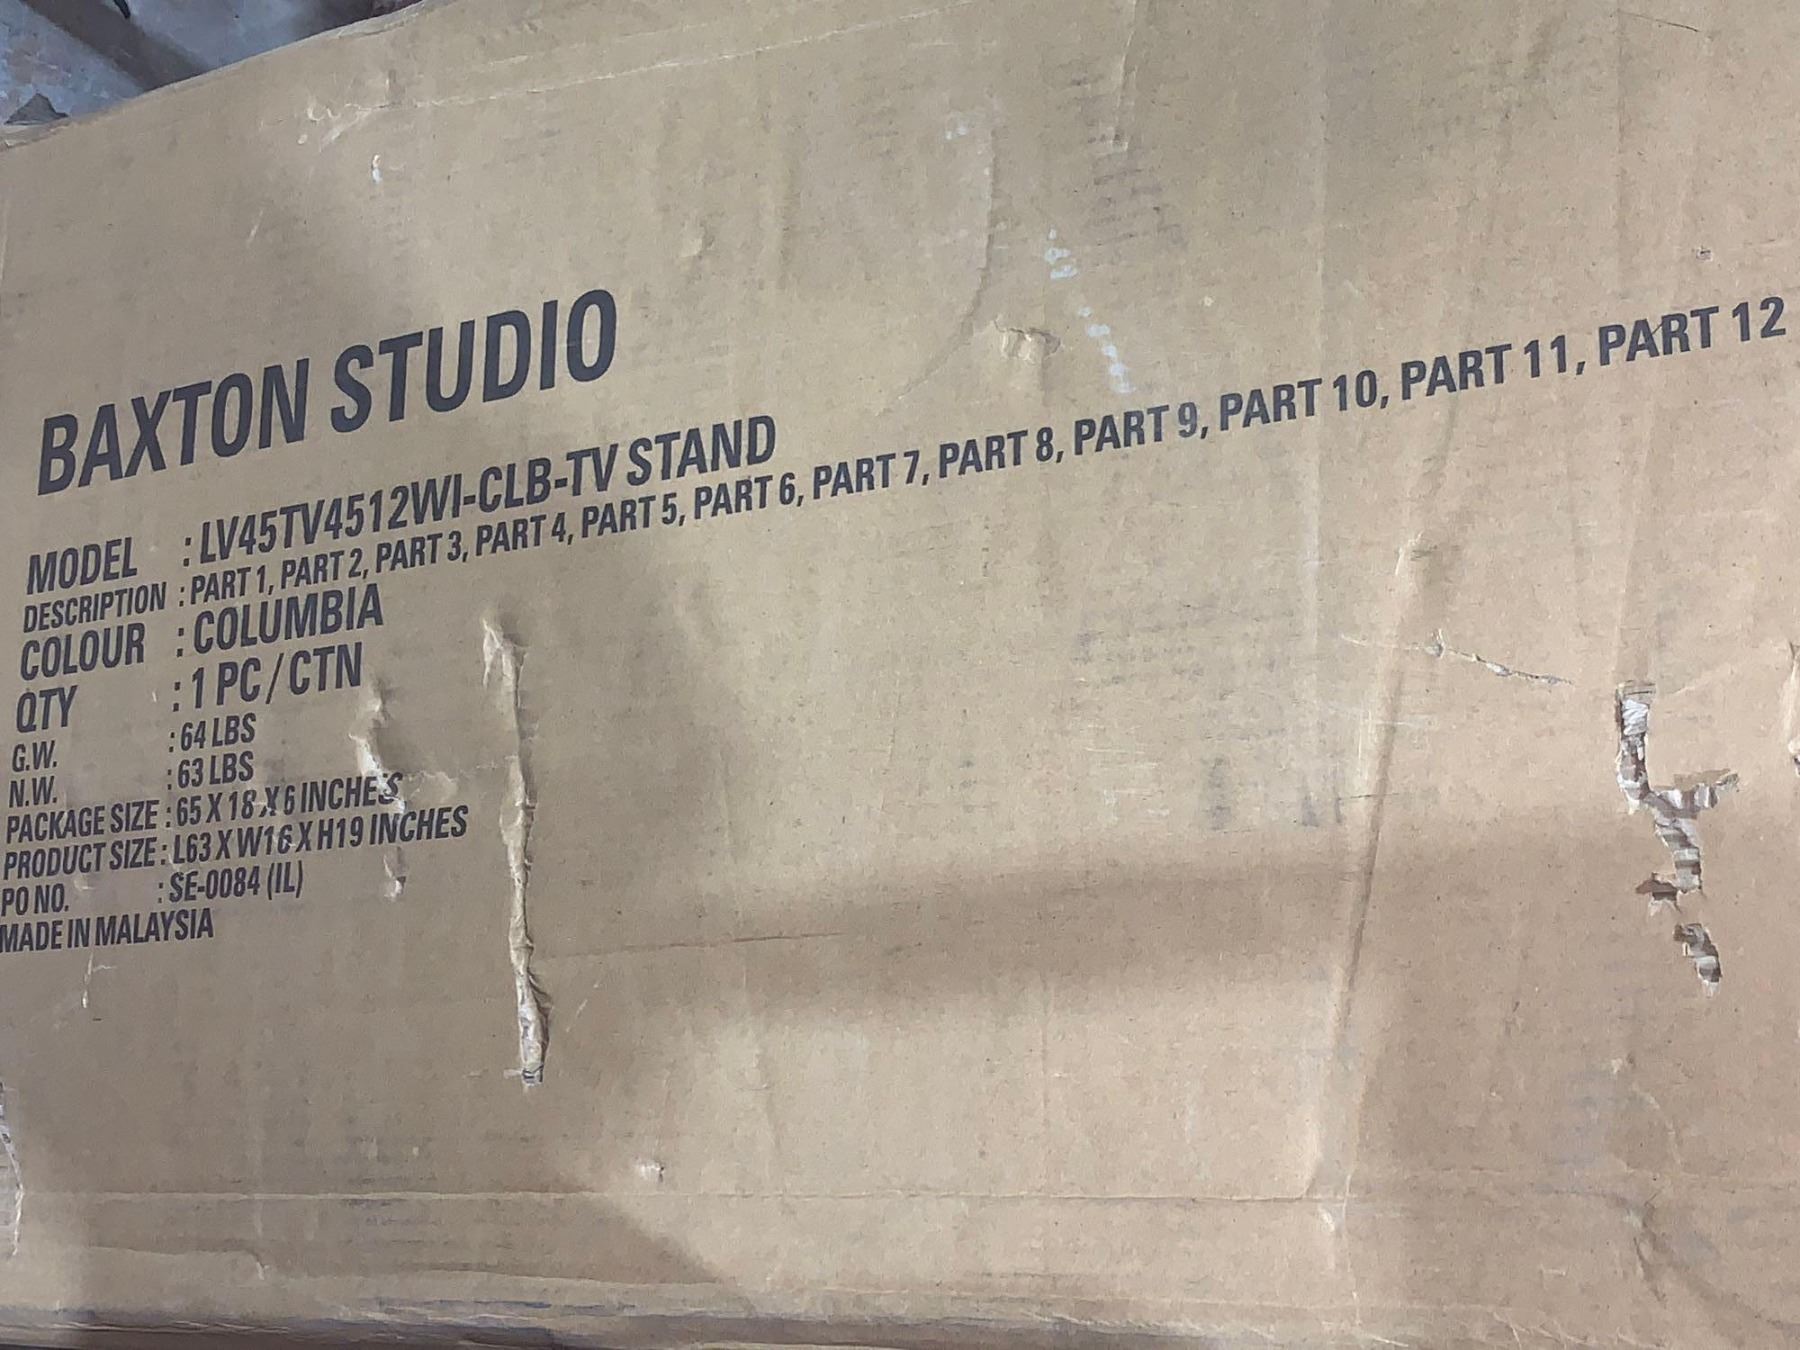 BAXTON STUDIO
MODEL : LV45TV4512WI-CLB-TV STAND
DESCRIPTION : PART 1, PART 2, PART 3, PART 4, PART 5, PART 6, PART 7, PART 8, PART 9, PART 10, PART 11, PART 12
COLOUR : COLUMBIA
QTY : 1 PC / CTN
G.W. : 64 LBS
N.W. : 63 LBS
PACKAGE SIZE : 65 X 18 X 6 INCHES
PRODUCT SIZE : L63 X W16 X H19 INCHES
PO NO. : SE-0084 (IL)
MADE IN MALAYSIA